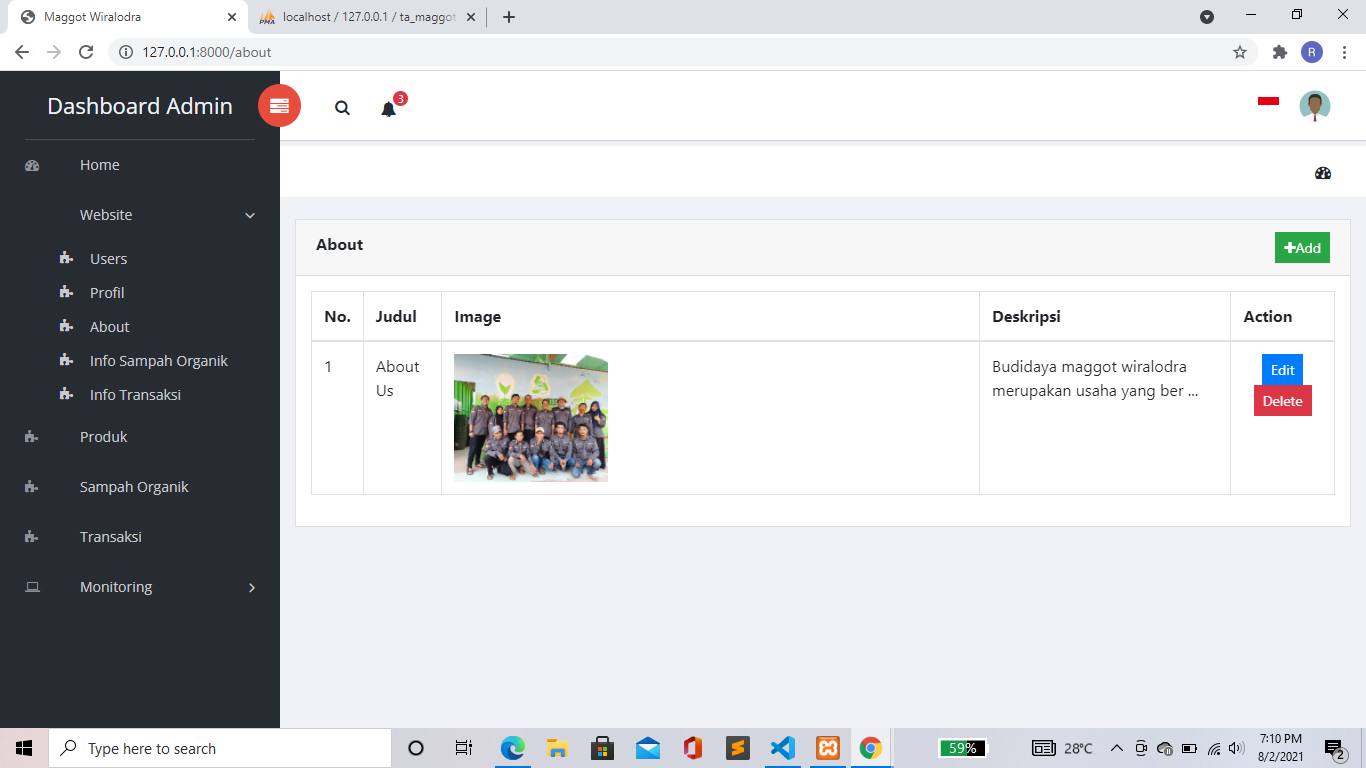 Maggot Wiralodra
localhost / 127.0.0.1 / ta_maggot
127.0.0.1:8000/about
R
Dashboard Admin
3
Home
Website
Users
Profil
About
Info Sampah Organik
Info Transaksi
Produk
Sampah Organik
Transaksi
Monitoring
About
Add
No.
Judul
Image
Deskripsi
Action
1
About
Us
Budidaya maggot wiralodra
merupakan usaha yang ber ...
Edit
Delete
Type here to search
59%
28°C
7:10 PM
8/2/2021
2